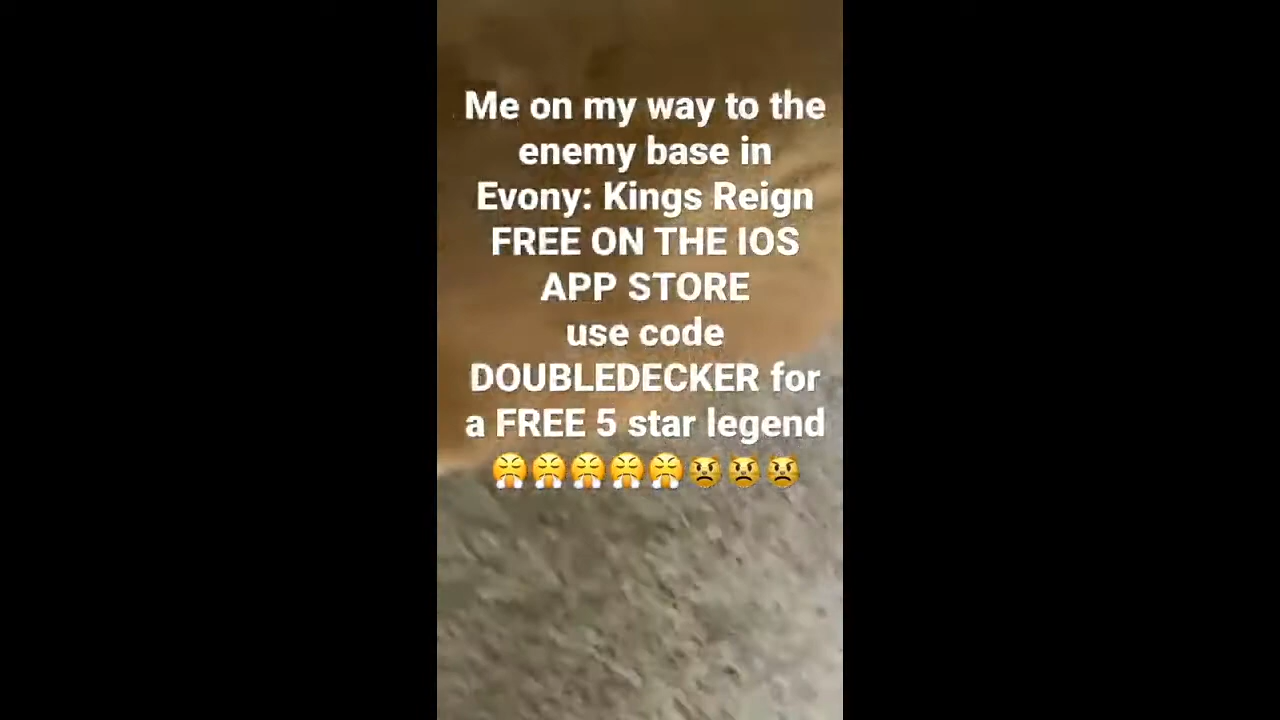 Me on my way to the
enemy base in
Evony: Kings Reign
FREE ON THE IOS
APP STORE
use code
DOUBLEDECKER for
a FREE 5 star legend
😤😤😤😤😤😾😾😾